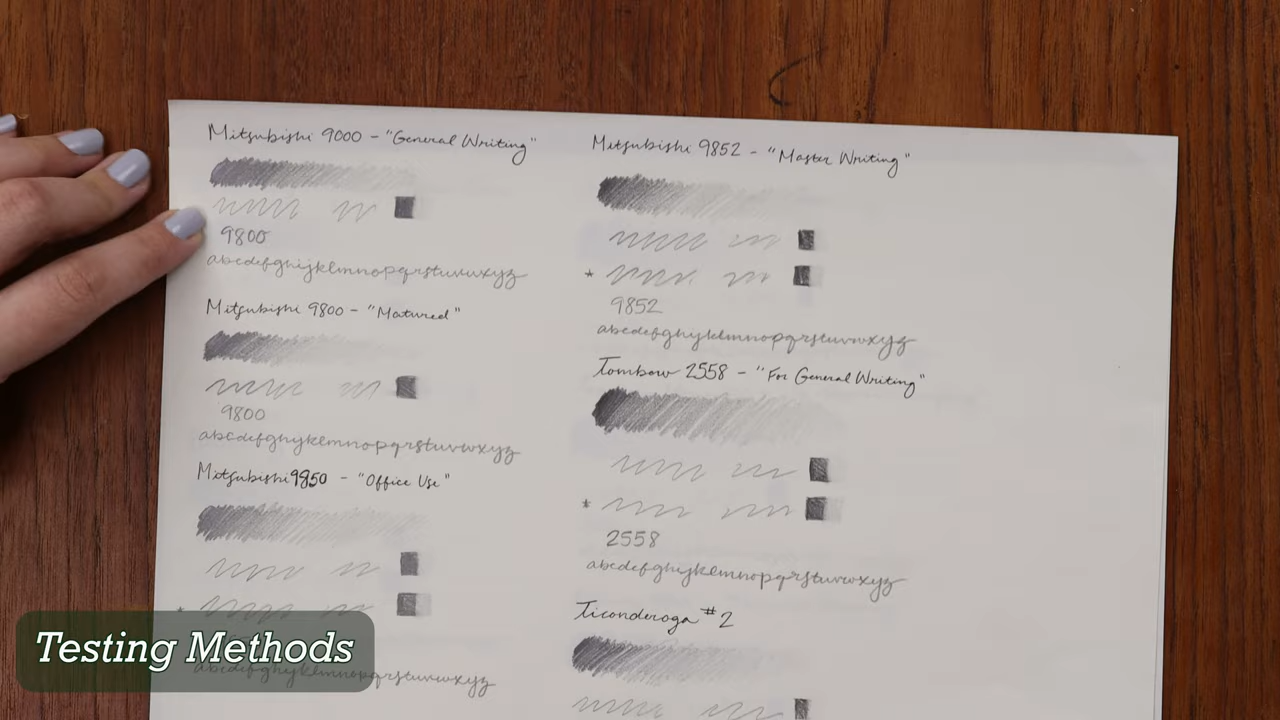 Mitsubishi 9000 - "General Writing"
9800
abcdefghijklmnopqrstuvwxyz
Mitsubishi 9800 - "Matured"
9800
abcdefghijklmnopqrstuvwxyz
Mitsubishi 9850 - "Office Use"
*
abcdefghijklmnopqrstuvwxyz
Mitsubishi 9852 - "Master Writing"
*
9852
abcdefghijklmnopqrstuvwxyz
Tombow 2558 - "For General Writing"
*
2558
abcdefghijklmnopqrstuvwxyz
Ticonderoga #2
Testing Methods